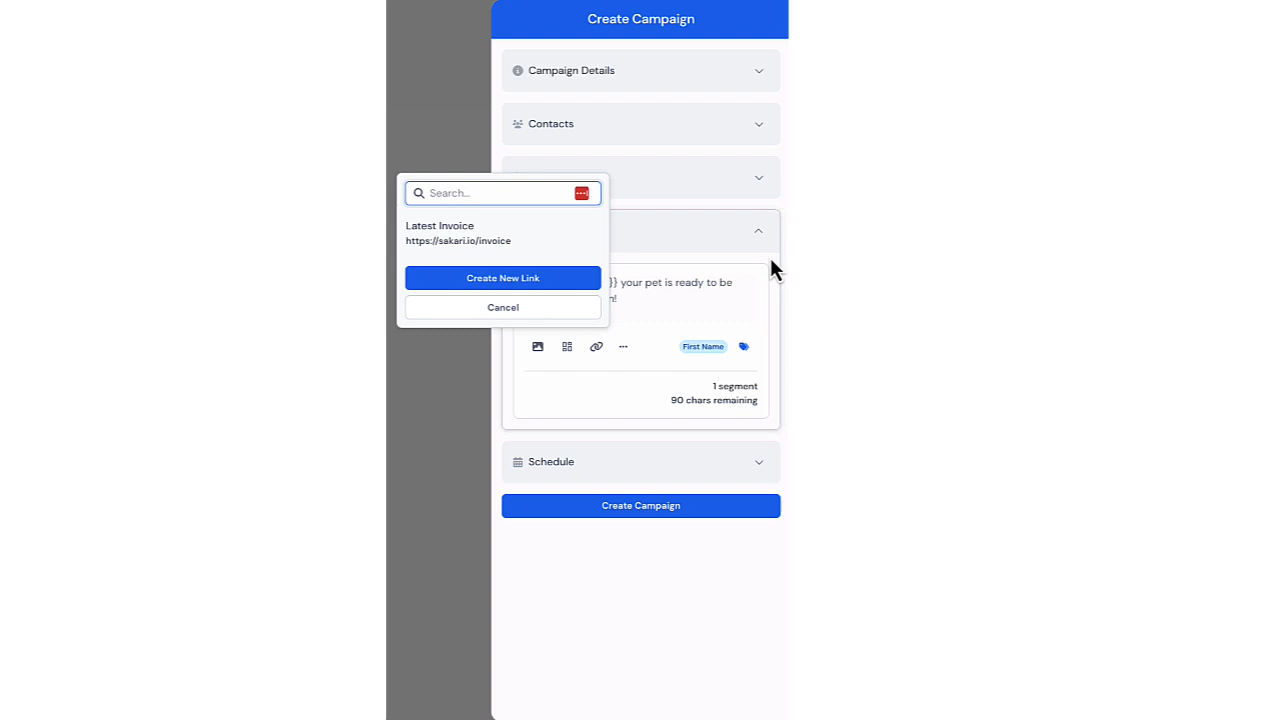 Create Campaign
Campaign Details
Contacts
Search...
Latest Invoice
https://sakari.io/invoice
Create New Link
Cancel
}} your pet is ready to be
!
First Name
1 segment
90 chars remaining
Schedule
Create Campaign